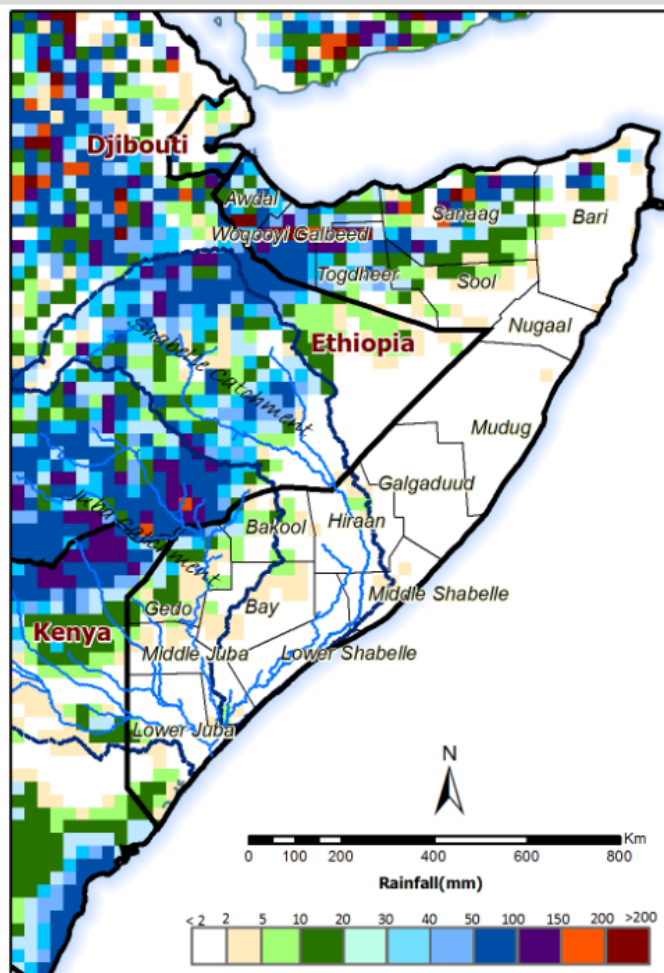 Djibouti
Awdal
Sanaag
Bari
Woqooyi Galbeed
Togdheer
Sool
Nugaal
Ethiopia
Shabelle Catchment
Mudug
Galgaduud
Hiraan
Bakool
Juba Catchment
Middle Shabelle
Gedo
Bay
Kenya
Middle Juba
Lower Shabelle
Lower Juba
N
Km
0 100 200 400 600 800
Rainfall(mm)
< 2 2 5 10 20 30 40 50 100 150 200 >200